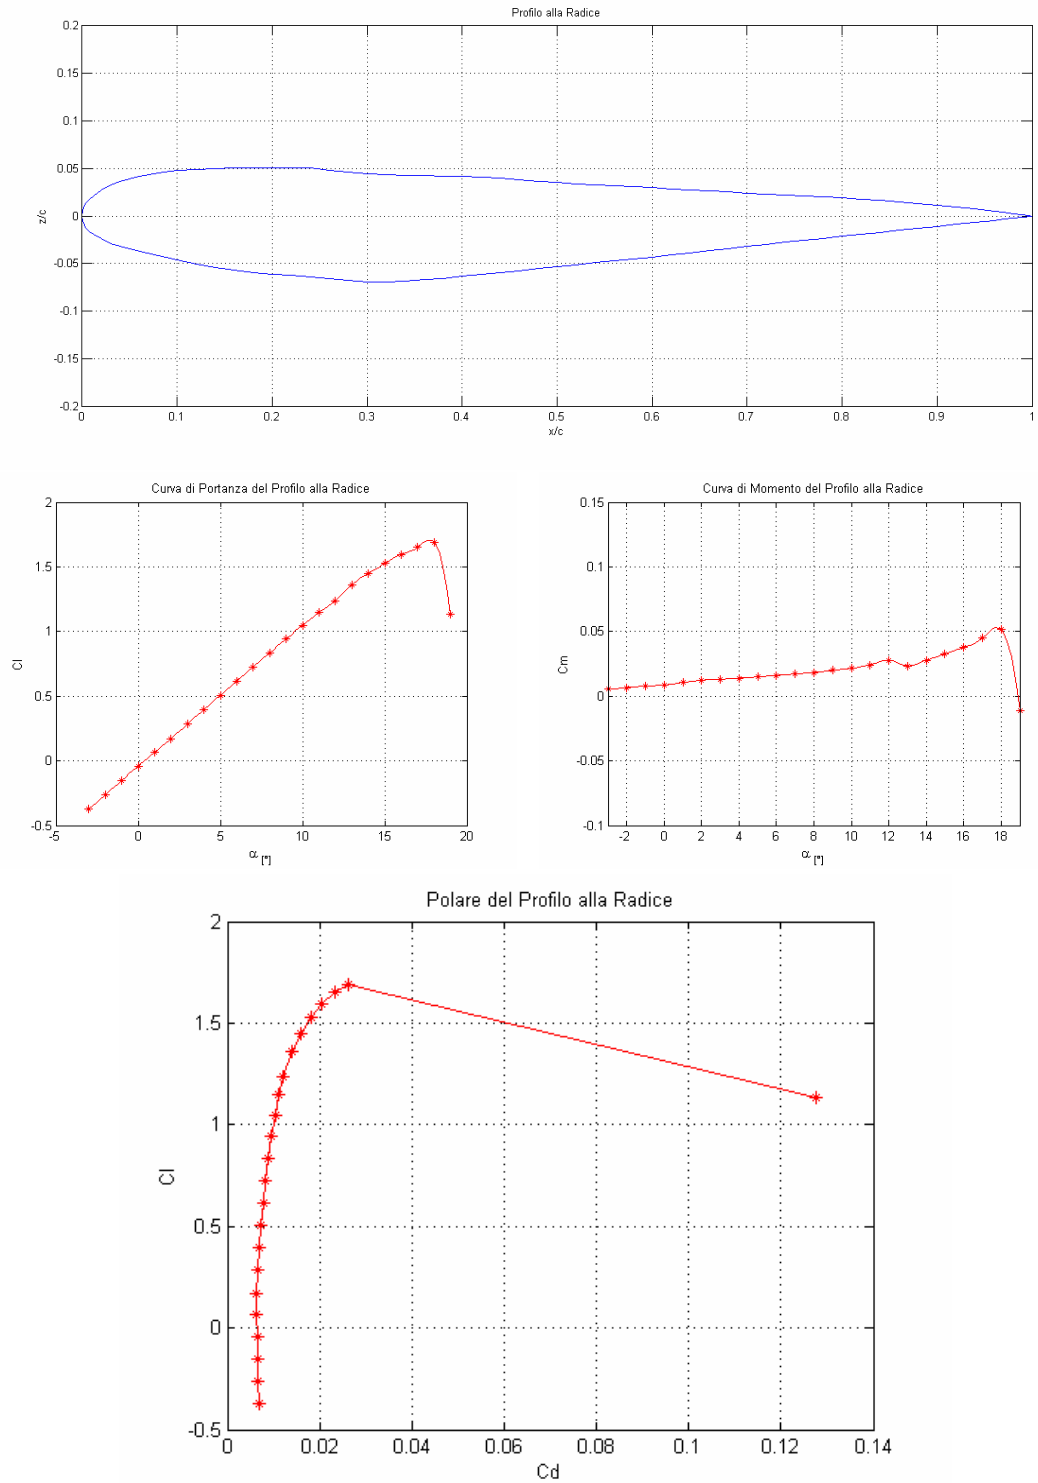 Profilo alla Radice
0.2
0.15
0.1
0.05
0
-0.05
-0.1
-0.15
-0.2
z/c
0 0.1 0.2 0.3 0.4 0.5 0.6 0.7 0.8 0.9 1
x/c
Curva di Portanza del Profilo alla Radice
2
1.5
1
0.5
0
-0.5
Cl
-5 0 5 10 15 20
α [°]
Curva di Momento del Profilo alla Radice
0.15
0.1
0.05
0
-0.05
-0.1
Cm
-2 0 2 4 6 8 10 12 14 16 18
α [°]
Polare del Profilo alla Radice
2
1.5
1
0.5
0
-0.5
Cl
0 0.02 0.04 0.06 0.08 0.1 0.12 0.14
Cd